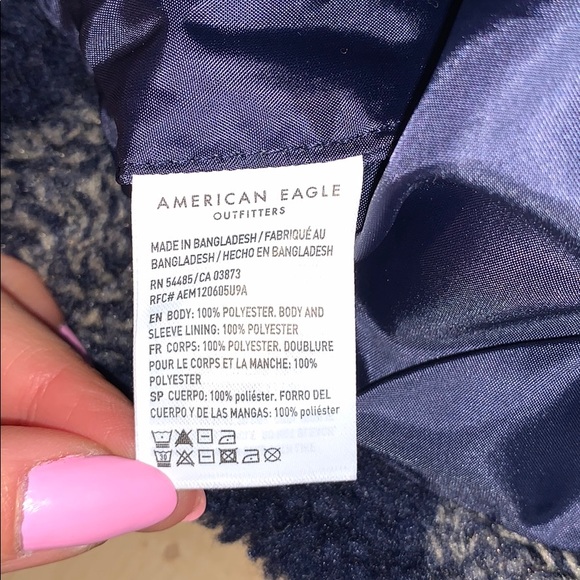 AMERICAN EAGLE
OUTFITTERS
MADE IN BANGLADESH / FABRIQUÉ AU
BANGLADESH / HECHO EN BANGLADESH
RN 54485/CA 03873
RFC# AEM120605U9A
EN BODY: 100% POLYESTER. BODY AND
SLEEVE LINING: 100% POLYESTER
FR CORPS: 100% POLYESTER. DOUBLURE
POUR LE CORPS ET LA MANCHE: 100%
POLYESTER
SP CUERPO: 100% poliéster. FORRO DEL
CUERPO Y DE LAS MANGAS: 100% poliéster
30